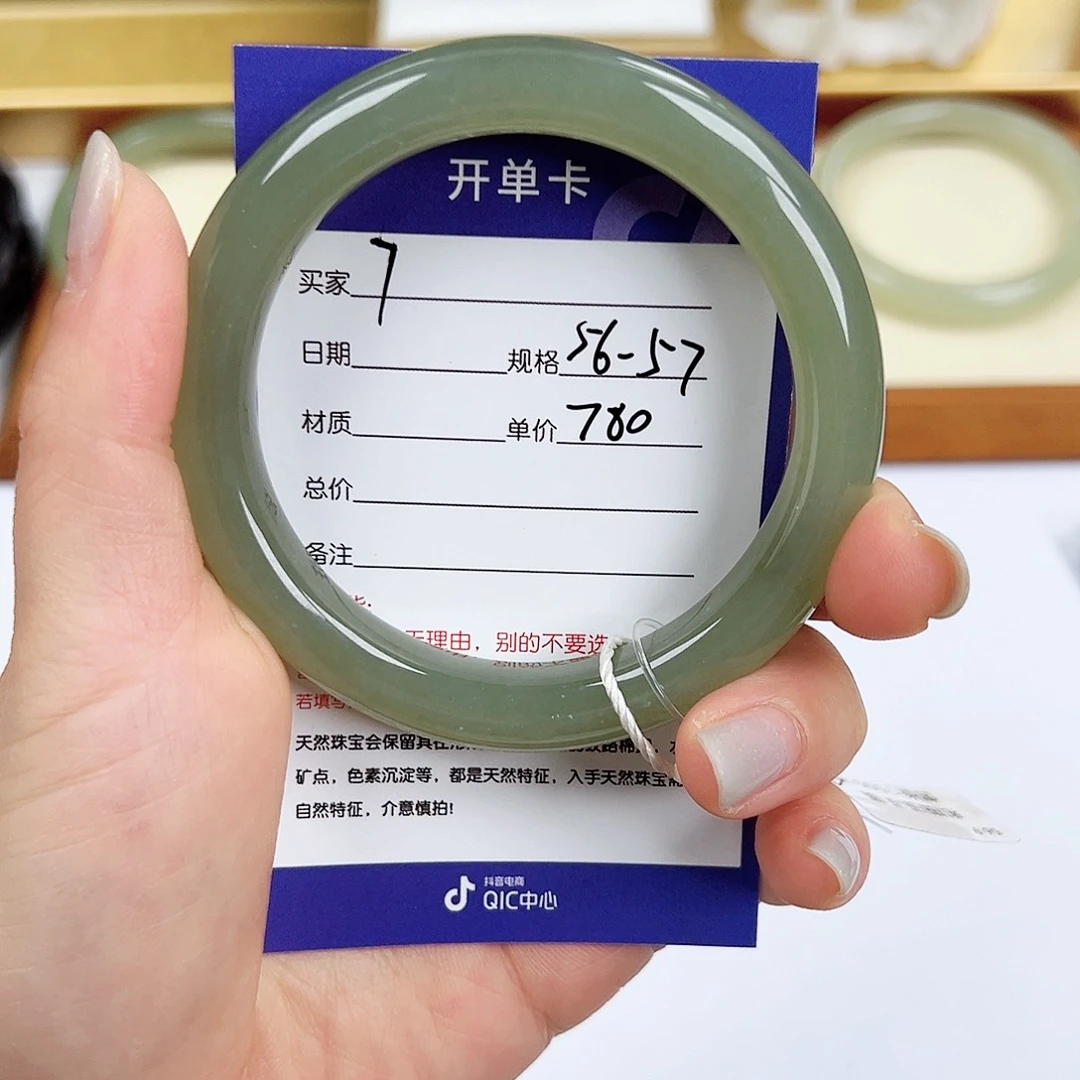 开单卡
买家 7
日期 规格 56-57
材质 单价 780
总价
备注
理由，别的不要选
若填写
天然珠宝会保留其在形
矿点，色素沉淀等，都是天然特征，入手天然珠宝需
自然特征，介意慎拍!
抖音电商
QIC中心